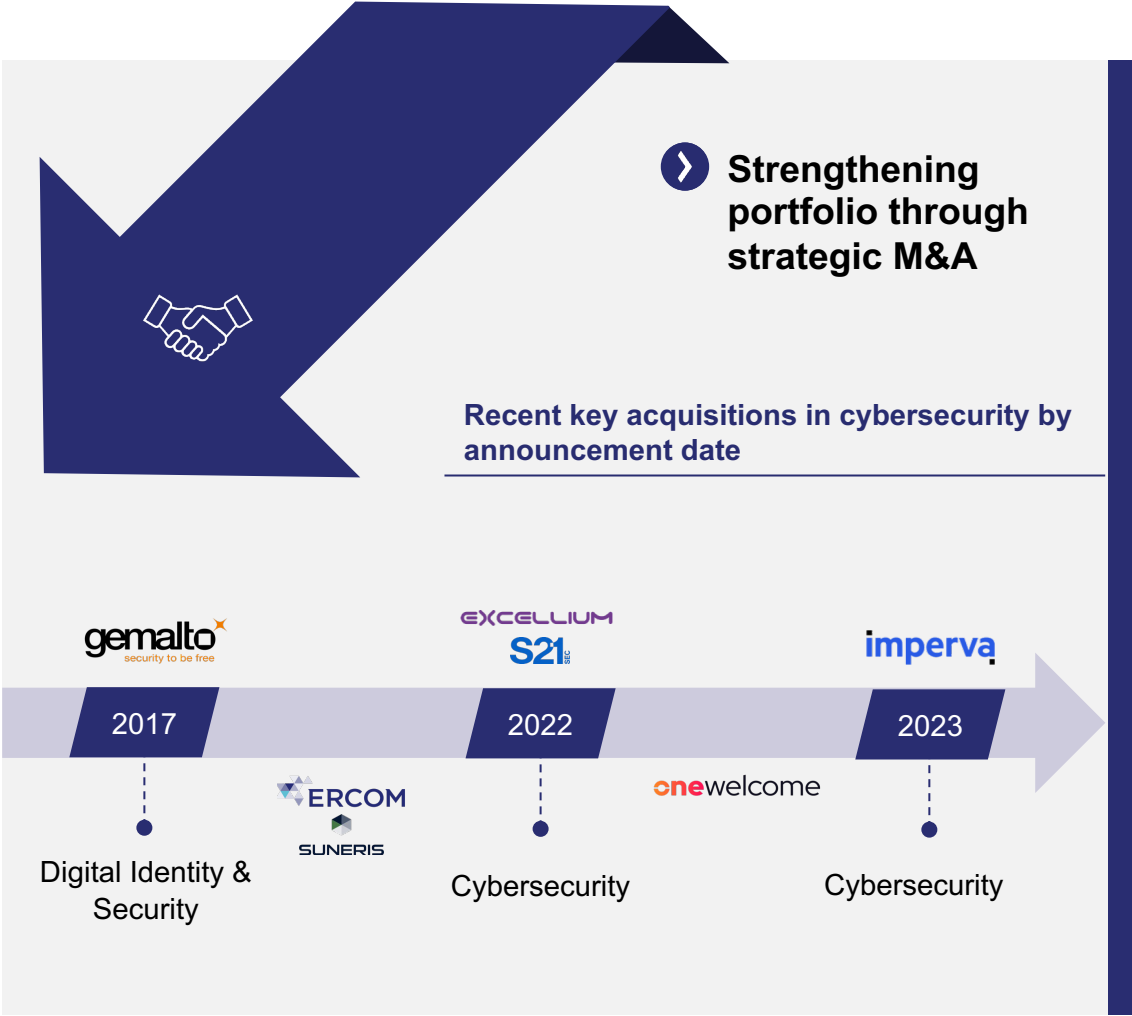 Strengthening
portfolio through
strategic M&A
Recent key acquisitions in cybersecurity by
announcement date
gemalto
security to be free
EXCELLIUM
S21
SEC
imperva
2017
2022
2023
ERCOM
SUNERIS
onewelcome
Digital Identity &
Security
Cybersecurity
Cybersecurity